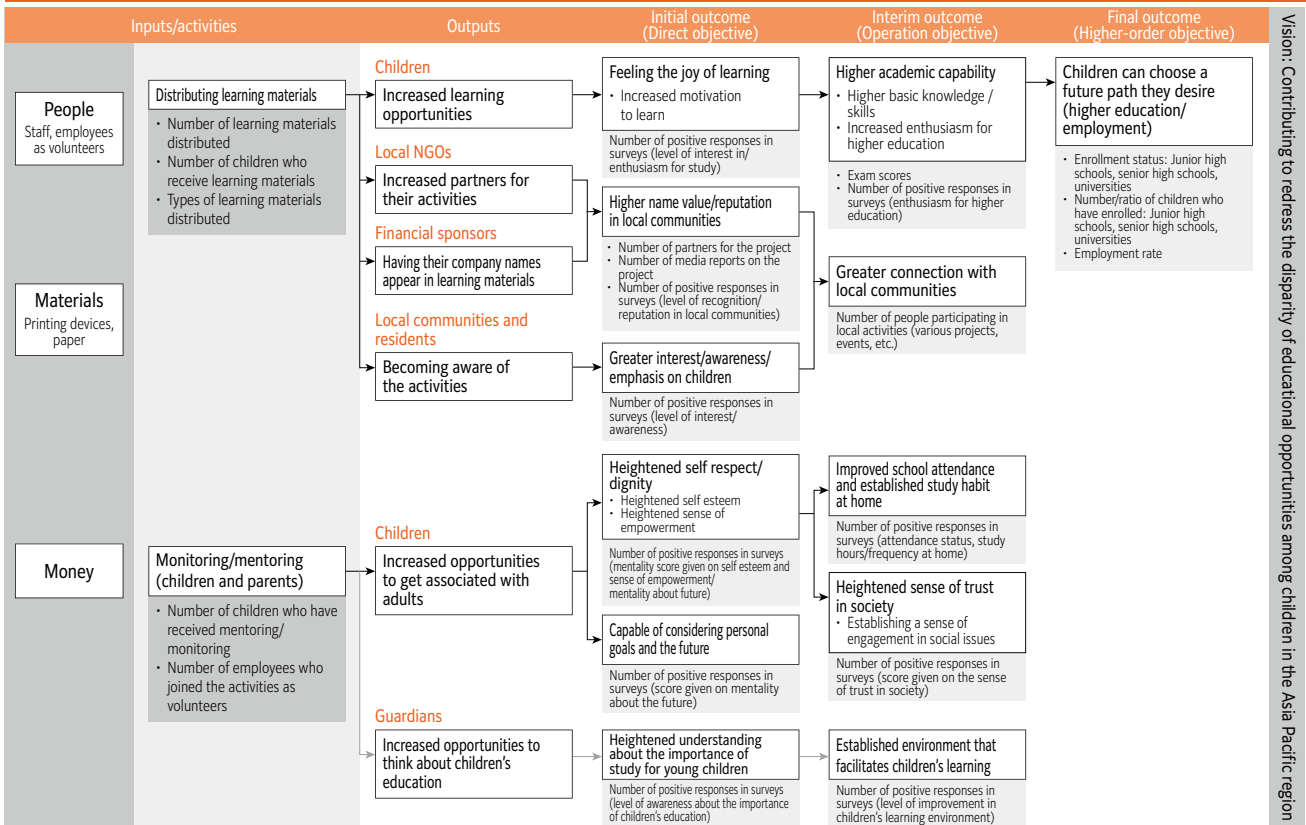 Inputs/activities
Outputs
Initial outcome
(Direct objective)
Interim outcome
(Operation objective)
Final outcome
(Higher-order objective)
People
Staff, employees
as volunteers
Materials
Printing devices,
paper
Money
Distributing learning materials
・ Number of learning materials
distributed
・ Number of children who
receive learning materials
・ Types of learning materials
distributed
Children
Increased learning
opportunities
Local NGOs
Increased partners for
their activities
Financial sponsors
Having their company names
appear in learning materials
Local communities and
residents
Becoming aware of
the activities
Feeling the joy of learning
・ Increased motivation
to learn
Number of positive responses in
surveys (level of interest in/
enthusiasm for study)
Higher name value/reputation
in local communities
・ Number of partners for the project
・ Number of media reports on the
project
・ Number of positive responses in
surveys (level of recognition/
reputation in local communities)
Greater interest/awareness/
emphasis on children
Number of positive responses in
surveys (level of interest/
awareness)
Higher academic capability
・ Higher basic knowledge /
skills
・ Increased enthusiasm for
higher education
・ Exam scores
・ Number of positive responses in
surveys (enthusiasm for higher
education)
Greater connection with
local communities
Number of people participating in
local activities (various projects,
events, etc.)
Children can choose a
future path they desire
(higher education/
employment)
・ Enrollment status: Junior high
schools, senior high schools,
universities
・ Number/ratio of children who
have enrolled: Junior high
schools, senior high schools,
universities
・ Employment rate
Monitoring/mentoring
(children and parents)
・ Number of children who have
received mentoring/
monitoring
・ Number of employees who
joined the activities as
volunteers
Children
Increased opportunities
to get associated with
adults
Guardians
Increased opportunities to
think about children's
education
Heightened self respect/
dignity
・ Heightened self esteem
・ Heightened sense of
empowerment
Number of positive responses in surveys
(mentality score given on self esteem and
sense of empowerment/
mentality about future)
Capable of considering personal
goals and the future
Number of positive responses in
surveys (score given on mentality
about the future)
Heightened understanding
about the importance of
study for young children
Number of positive responses in surveys
(level of awareness about the importance
of children's education)
Improved school attendance
and established study habit
at home
Number of positive responses in
surveys (attendance status, study
hours/frequency at home)
Heightened sense of trust
in society
・ Establishing a sense of
engagement in social issues
Number of positive responses in
surveys (score given on the sense
of trust in society)
Established environment that
facilitates children's learning
Number of positive responses in
surveys (level of improvement in
children's learning environment)
Vision: Contributing to redress the disparity of educational opportunities among children in the Asia Pacific region